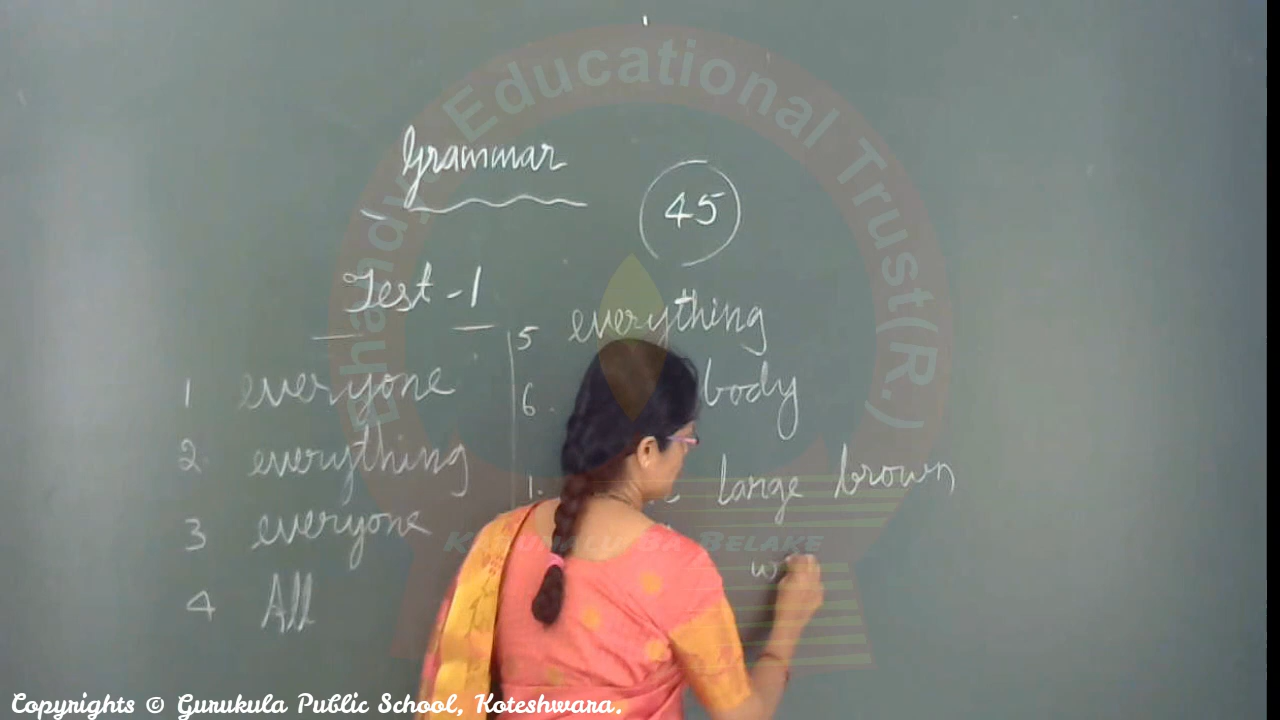 Educational Trust(R.)
Grammar
45
Test-1
1 everyone
2. everything
3 everyone
4 All
5 everything
6. body
1. large brown
Belake
Copyrights © Gurukula Public School, Koteshwara.